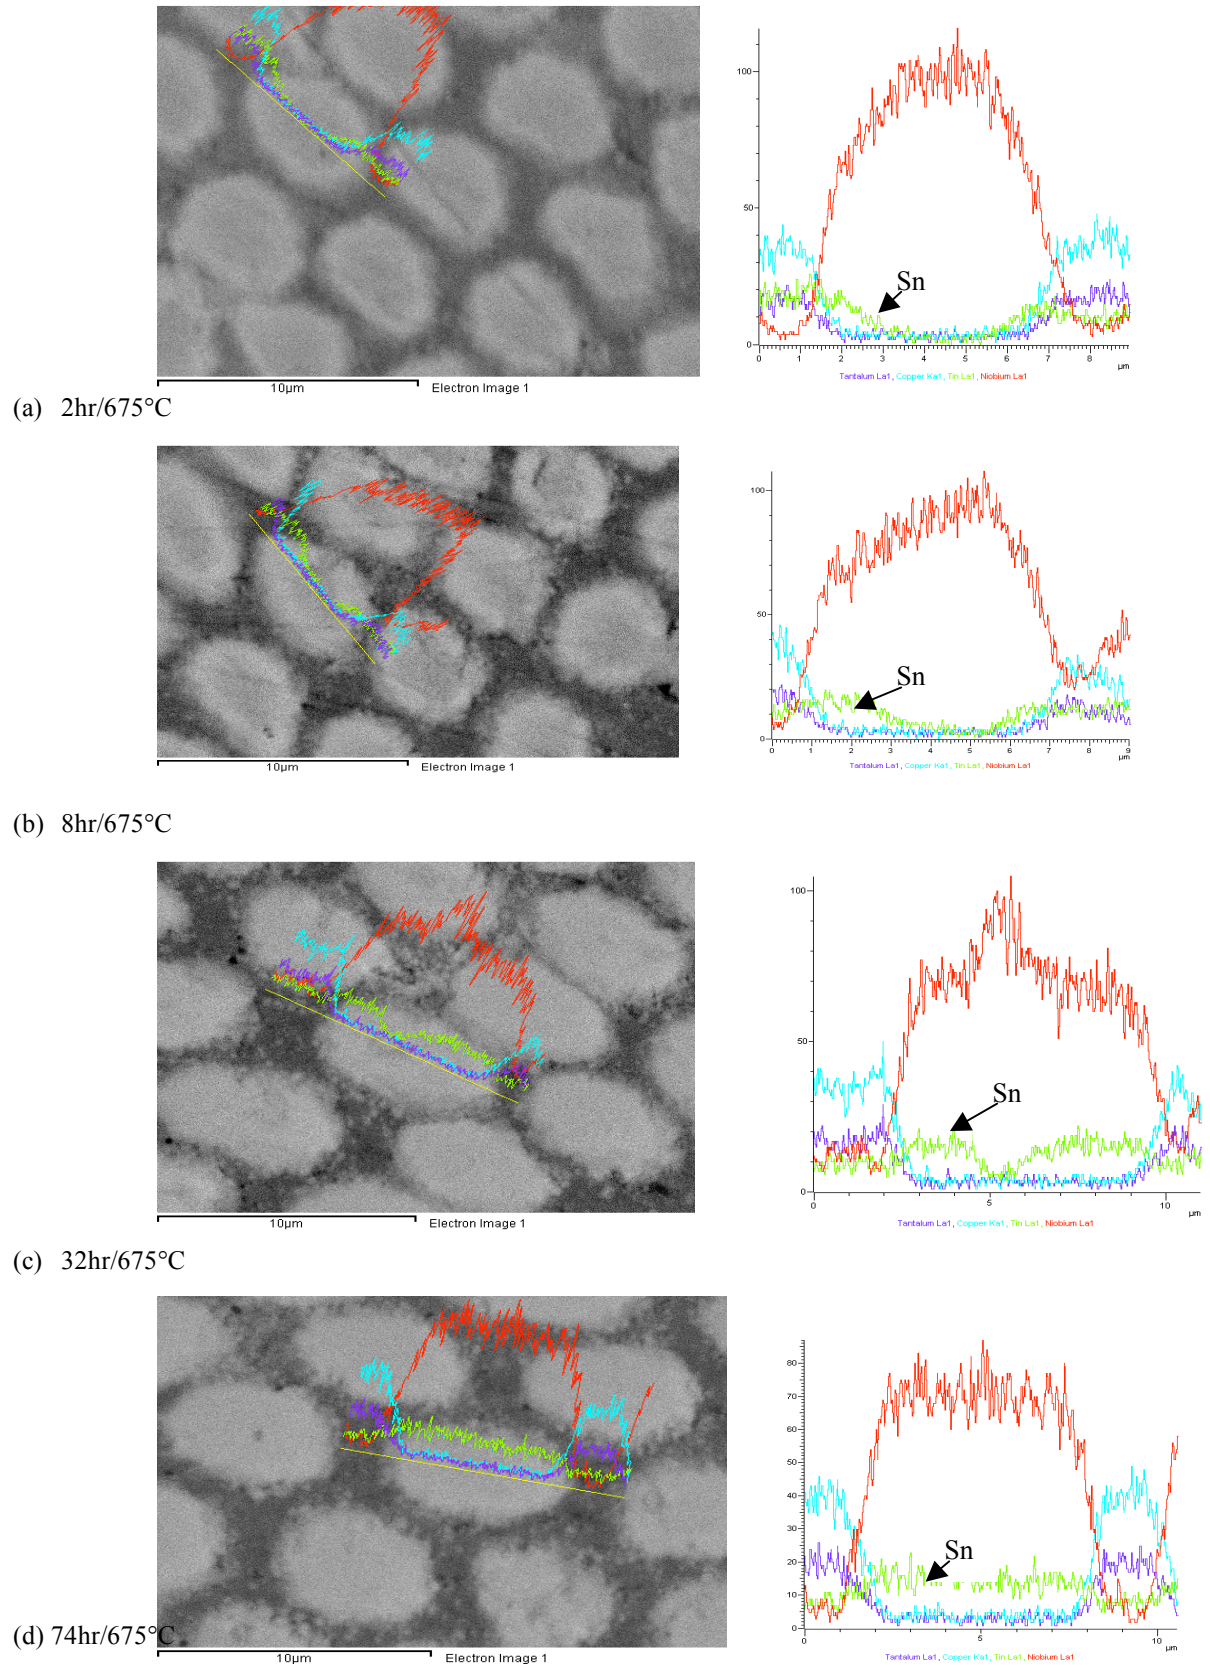 100
50
0
Sn
0 1 2 3 4 5 6 7 8
µm
Tantalum La1, Copper Ka1, Tin La1, Niobium La1
10µm Electron Image 1
(a) 2hr/675°C
100
50
0
Sn
0 1 2 3 4 5 6 7 8 9
µm
Tantalum La1, Copper Ka1, Tin La1, Niobium La1
10µm Electron Image 1
(b) 8hr/675°C
100
50
0
Sn
0 5 10
µm
Tantalum La1, Copper Ka1, Tin La1, Niobium La1
10µm Electron Image 1
(c) 32hr/675°C
80
70
60
50
40
30
20
10
0
Sn
0 5 10
µm
Tantalum La1, Copper Ka1, Tin La1, Niobium La1
(d) 74hr/675°C
10µm Electron Image 1